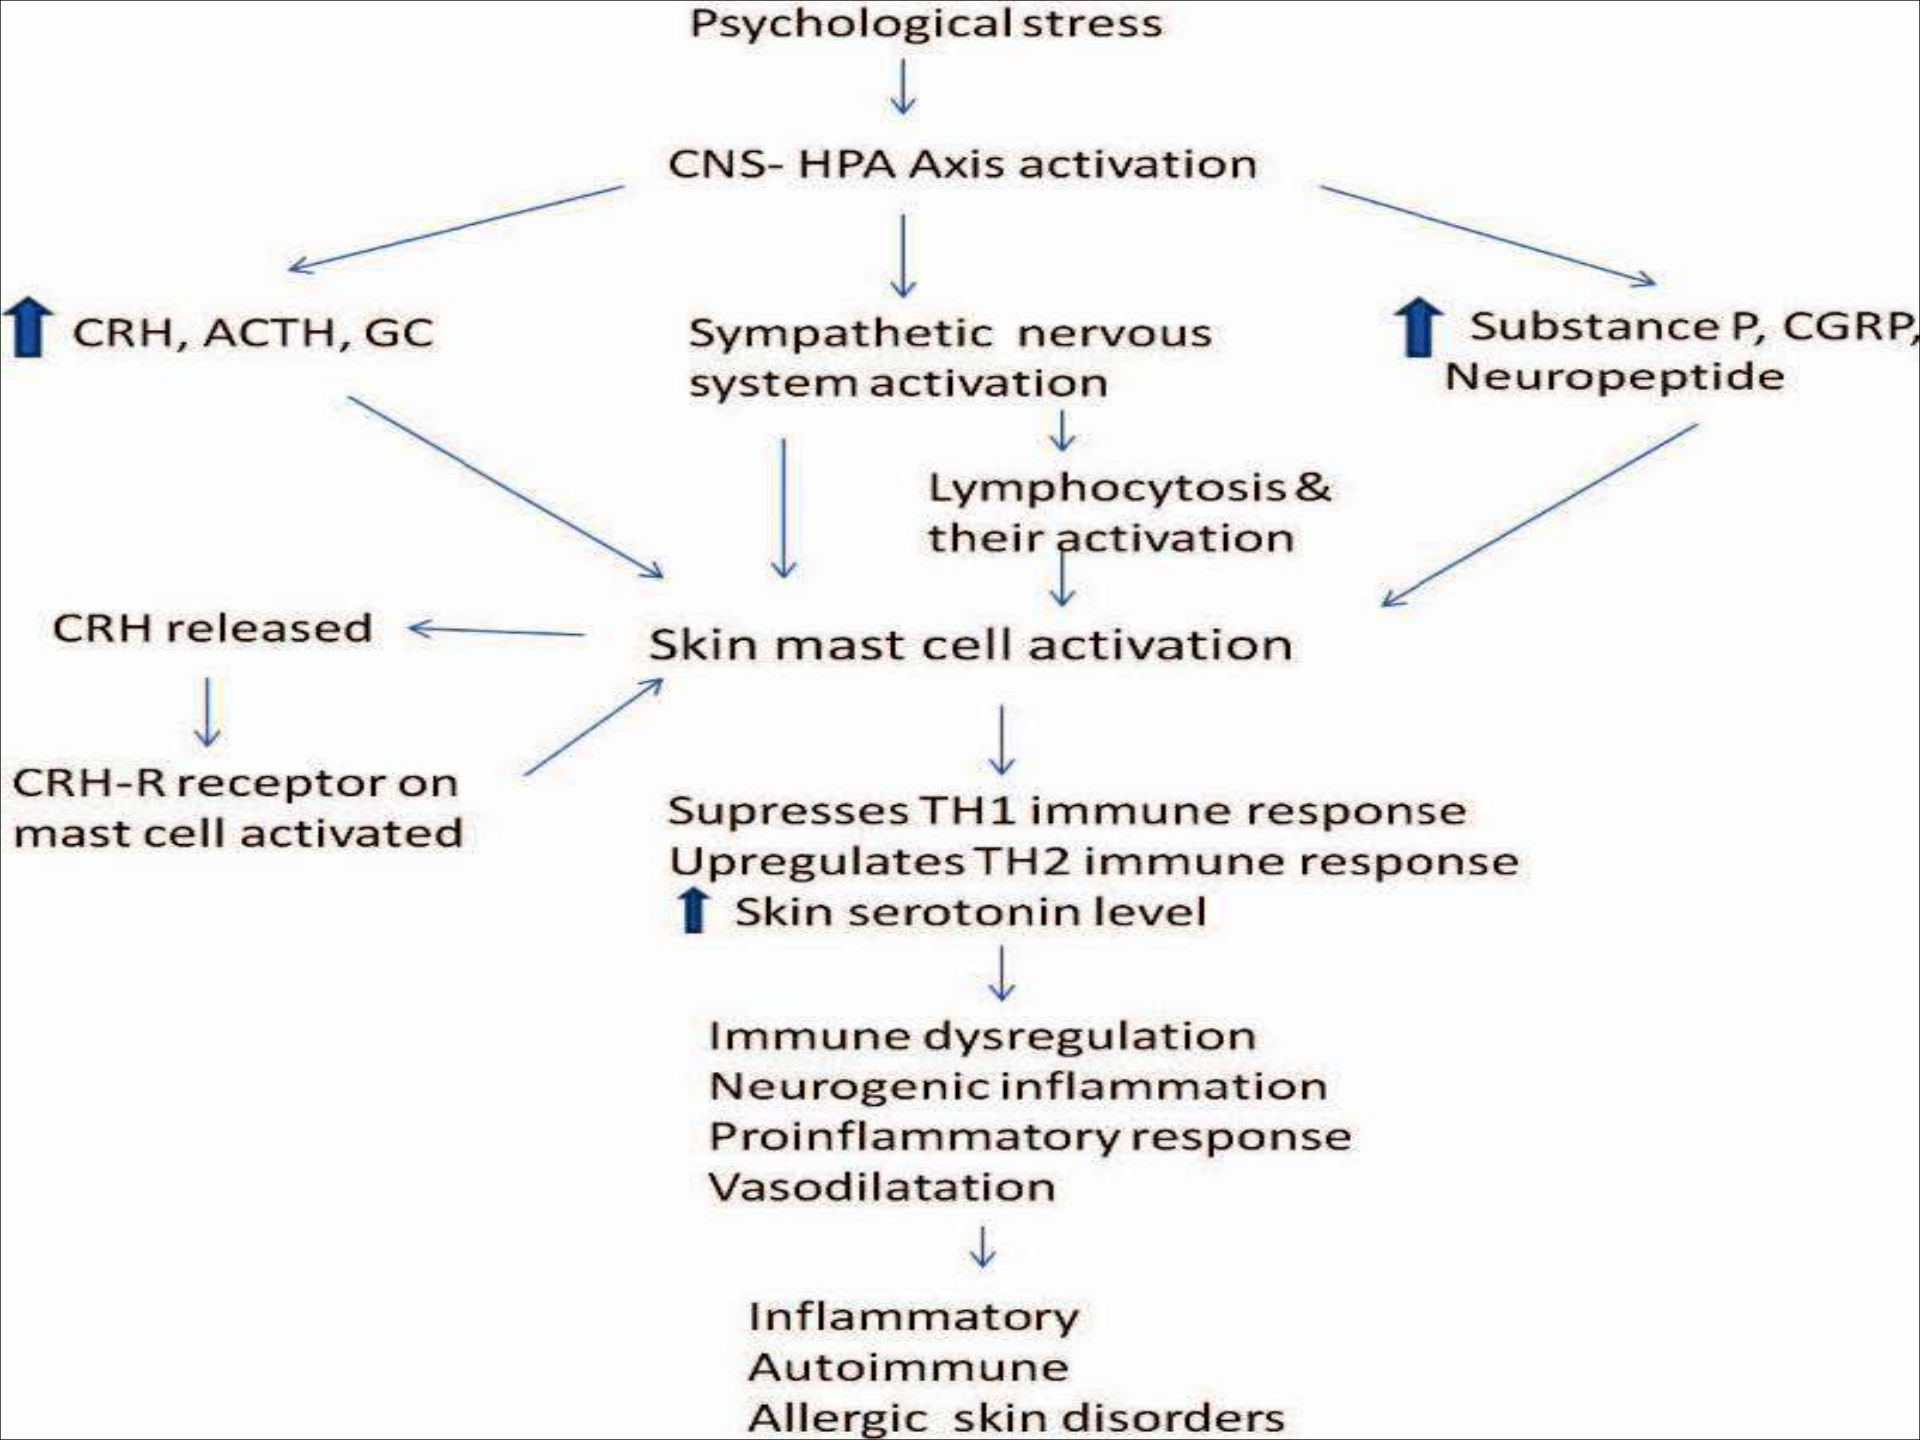 Psychological stress
CNS- HPA Axis activation
CRH, ACTH, GC
Sympathetic nervous
system activation
Substance P, CGRP,
Neuropeptide
Lymphocytosis &
their activation
CRH released
Skin mast cell activation
CRH-R receptor on
mast cell activated
Supresses TH1 immune response
Upregulates TH2 immune response
Skin serotonin level
Immune dysregulation
Neurogenic inflammation
Proinflammatory response
Vasodilatation
Inflammatory
Autoimmune
Allergic skin disorders